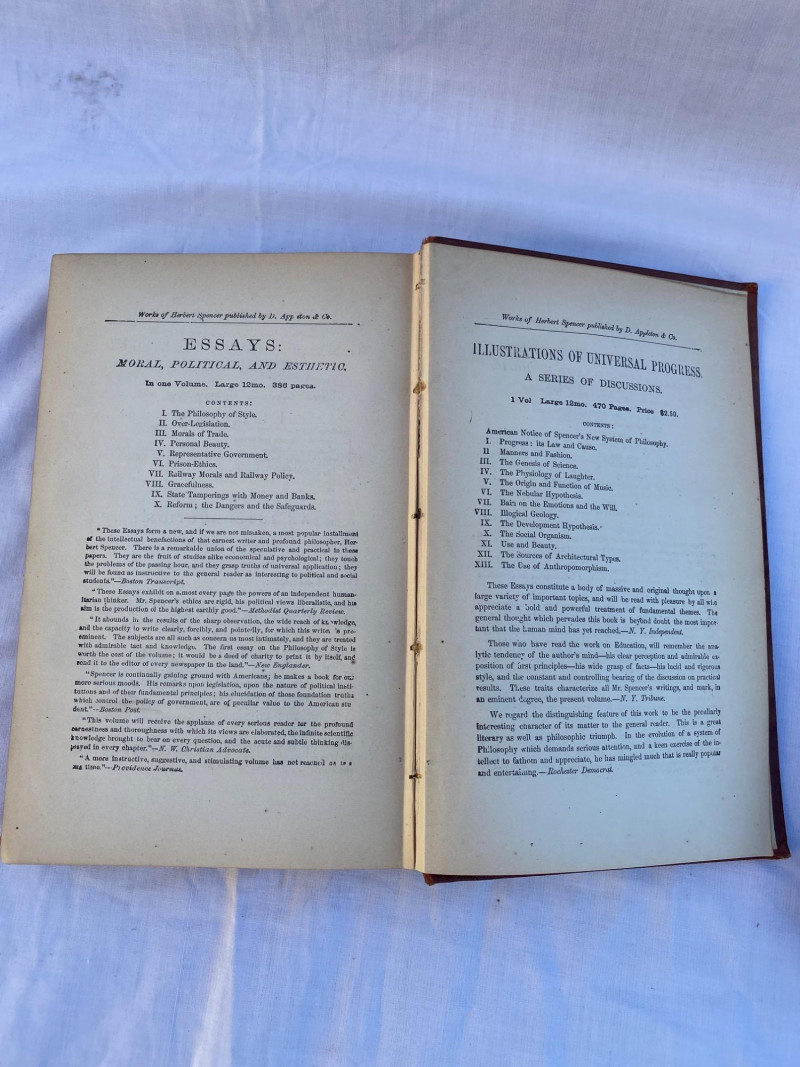 Works of Herbert Spencer published by D. Appleton & Co.
ESSAYS:
MORAL, POLITICAL, AND ESTHETIC.
In one Volume. Large 12mo. 386 pages.
CONTENTS:
I. The Philosophy of Style.
II. Over-Legislation.
III. Morals of Trade.
IV. Personal Beauty.
V. Representative Government.
VI. Prison-Ethics.
VII. Railway Morals and Railway Policy.
VIII. Gracefulness.
IX. State Tamperings with Money and Banks.
X. Reform; the Dangers and the Safeguards.
"These Essays form a new, and if we are not mistaken, a most popular installment
of the intellectual benefactions of that earnest writer and profound philosopher, Her-
bert Spencer. There is a remarkable union of the speculative and practical in these
papers. They are the fruit of studies alike economical and psychological; they touch
the problems of the passing hour, and they grasp truths of universal application; they
will be found as instructive to the general reader as interesting to political and social
students."—Boston Transcript.
"These Essays exhibit on almost every page the powers of an independent human-
itarian thinker. Mr. Spencer's ethics are rigid, his political views liberalistic, and his
aim is the production of the highest earthly good."—Methodist Quarterly Review.
"It abounds in the results of the sharp observation, the wide reach of knowledge,
and the capacity to write clearly, forcibly, and pointedly, for which this writer is pre-
eminent. The subjects are all such as concern us most intimately, and they are treated
with admirable tact and knowledge. The first essay on the Philosophy of Style is
worth the cost of the volume; it would be a deed of charity to print it by itself, and
send it to the editor of every newspaper in the land."—New Englander.
"Spencer is continually gaining ground with Americans; he makes a book for our
more serious moods. His remarks upon legislation, upon the nature of political insti-
tutions and of their fundamental principles; his elucidation of those foundation truths
which control the policy of government, are of peculiar value to the American stu
dent."—Boston Post.
"This volume will receive the applause of every serious reader for the profound
earnestness and thoroughness with which its views are elaborated, the infinite scientific
knowledge brought to bear on every question, and the acute and subtle thinking dis-
played in every chapter."—N. W. Christian Advocate.
"A more instructive, suggestive, and stimulating volume has not reached us in a
time."—Providence Journal.
Works of Herbert Spencer published by D. Appleton & Co.
ILLUSTRATIONS OF UNIVERSAL PROGRESS.
A SERIES OF DISCUSSIONS.
1 Vol Large 12mo. 470 Pages. Price $2.50.
CONTENTS:
American Notice of Spencer's New System of Philosophy.
I. Progress: its Law and Cause.
II Manners and Fashion.
III. The Genesis of Science.
IV. The Physiology of Laughter.
V. The Origin and Function of Music.
VI. The Nebular Hypothesis.
VII. Bain on the Emotions and the Will.
VIII. Illogical Geology.
IX. The Development Hypothesis.
X. The Social Organism.
XI. Use and Beauty.
XII. The Sources of Architectural Types.
XIII. The Use of Anthropomorphism.
These Essays constitute a body of massive and original thought upon a
large variety of important topics, and will be read with pleasure by all who
appreciate a bold and powerful treatment of fundamental themes. The
general thought which pervades this book is beyond doubt the most impor-
tant that the human mind has yet reached.—N. Y. Independent.
Those who have read the work on Education, will remember the ana-
lytic tendency of the author's mind—his clear perception and admirable ex-
position of first principles—his wide grasp of facts—his lucid and vigorous
style, and the constant and controlling bearing of the discussion on practical
results. These traits characterize all Mr. Spencer's writings, and mark, in
an eminent degree, the present volume.—N. Y. Tribune.
We regard the distinguishing feature of this work to be the peculiarly
interesting character of its matter to the general reader. This is a great
literary as well as philosophic triumph. In the evolution of a system of
Philosophy which demands serious attention, and a keen exercise of the in-
tellect to fathom and appreciate, he has mingled much that is really popular
and entertaining.—Rochester Democrat.